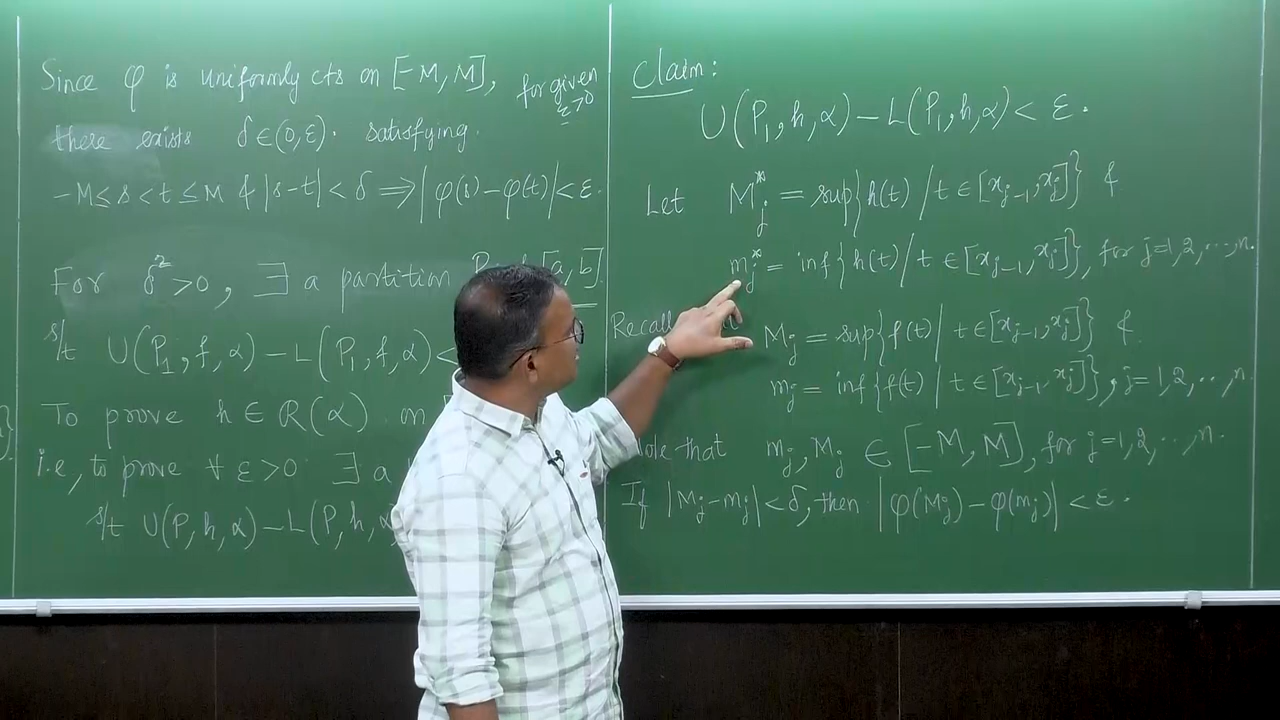 Since φ is uniformly cts on [-M, M], for given ε>0
there exists δ∈(0,ε). satisfying.
-M≤s<t≤M & |s-t|<δ ⟹ |φ(s)-φ(t)|<ε.
For δ²>0, ∃ a partition [a,b].
s/t U(P₁,f,α)-L(P₁,f,α)<
To prove h∈R(α) on [
i.e, to prove ∀ ε>0 ∃ a
s/t U(P,h,α)-L(P,h,α
Claim:
U(P₁,h,α)-L(P₁,h,α)<ε.
Let M*ⱼ = sup{h(t) / t∈[xⱼ₋₁,xⱼ]} &
m*ⱼ = inf{h(t) / t∈[xⱼ₋₁,xⱼ]}, for j=1,2,...,n.
Recall Mⱼ = sup{f(t) / t∈[xⱼ₋₁,xⱼ]} &
mⱼ = inf{f(t) / t∈[xⱼ₋₁,xⱼ]}, j=1,2,..,n.
Note that mⱼ, Mⱼ ∈ [-M, M], for j=1,2,..,n.
If |Mⱼ-mⱼ|<δ, then |φ(Mⱼ)-φ(mⱼ)|<ε.